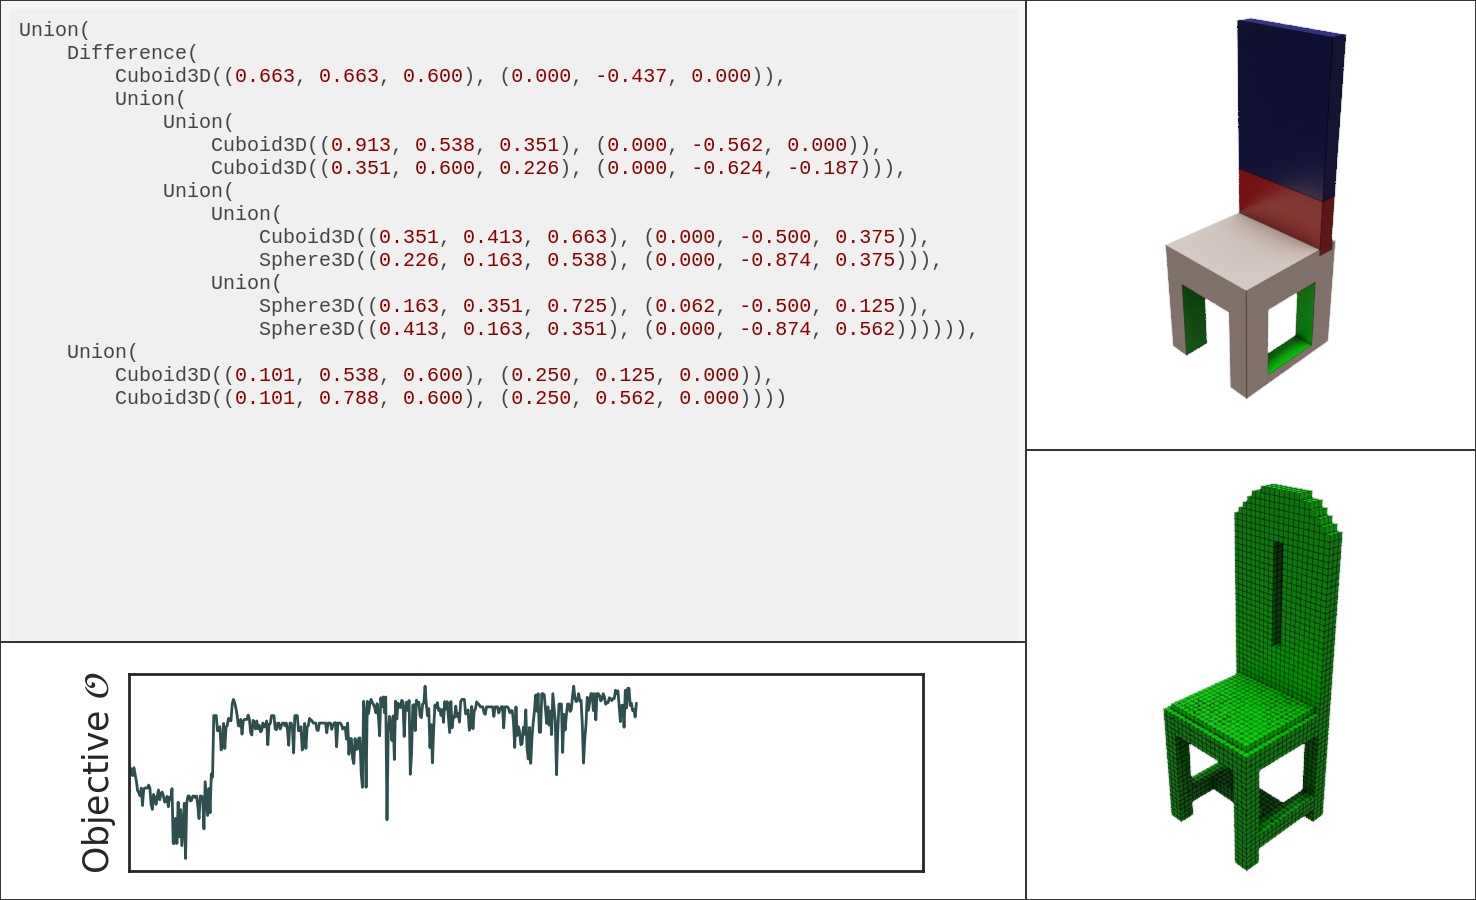 Union(
    Difference(
        Cuboid3D((0.663, 0.663, 0.600), (0.000, -0.437, 0.000)),
        Union(
            Union(
                Cuboid3D((0.913, 0.538, 0.351), (0.000, -0.562, 0.000)),
                Cuboid3D((0.351, 0.600, 0.226), (0.000, -0.624, -0.187))),
            Union(
                Union(
                    Cuboid3D((0.351, 0.413, 0.663), (0.000, -0.500, 0.375)),
                    Sphere3D((0.226, 0.163, 0.538), (0.000, -0.874, 0.375))),
                Union(
                    Sphere3D((0.163, 0.351, 0.725), (0.062, -0.500, 0.125)),
                    Sphere3D((0.413, 0.163, 0.351), (0.000, -0.874, 0.562)))))),
    Union(
        Cuboid3D((0.101, 0.538, 0.600), (0.250, 0.125, 0.000)),
        Cuboid3D((0.101, 0.788, 0.600), (0.250, 0.562, 0.000))))
Objective 𝒪